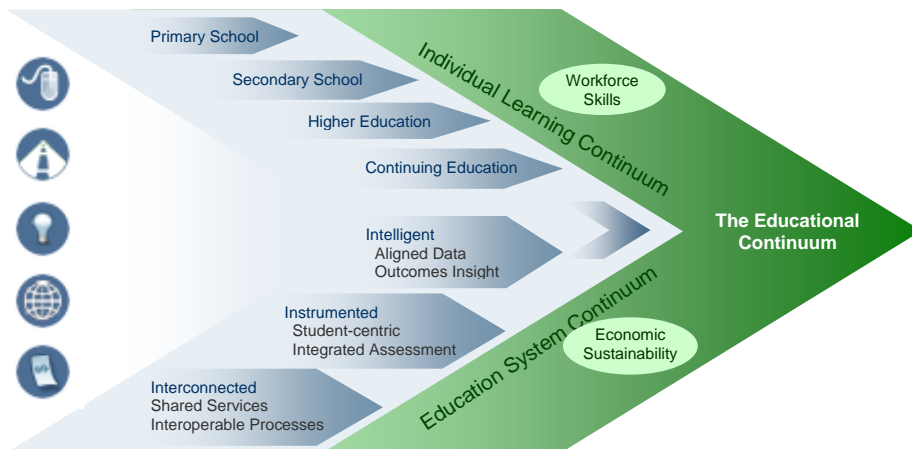 Primary School
Secondary School
Higher Education
Continuing Education
Individual Learning Continuum
Workforce
Skills
The Educational
Continuum
Intelligent
Aligned Data
Outcomes Insight
Instrumented
Student-centric
Integrated Assessment
Interconnected
Shared Services
Interoperable Processes
Education System Continuum
Economic
Sustainability